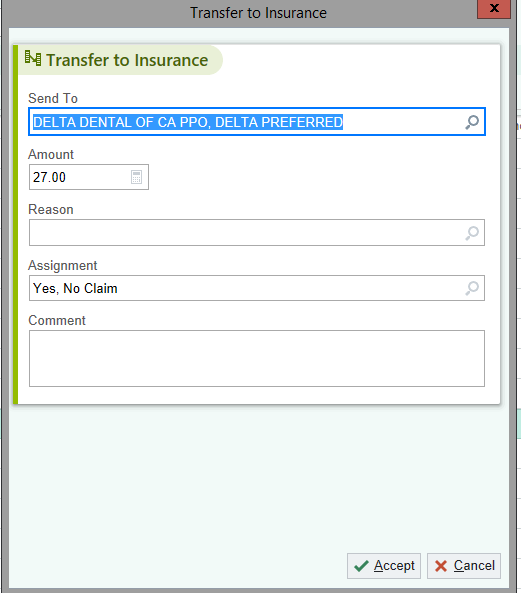 Transfer to Insurance
x
Transfer to Insurance
Send To
DELTA DENTAL OF CA PPO, DELTA PREFERRED
Amount
27.00
Reason
Assignment
Yes, No Claim
Comment
Accept
Cancel